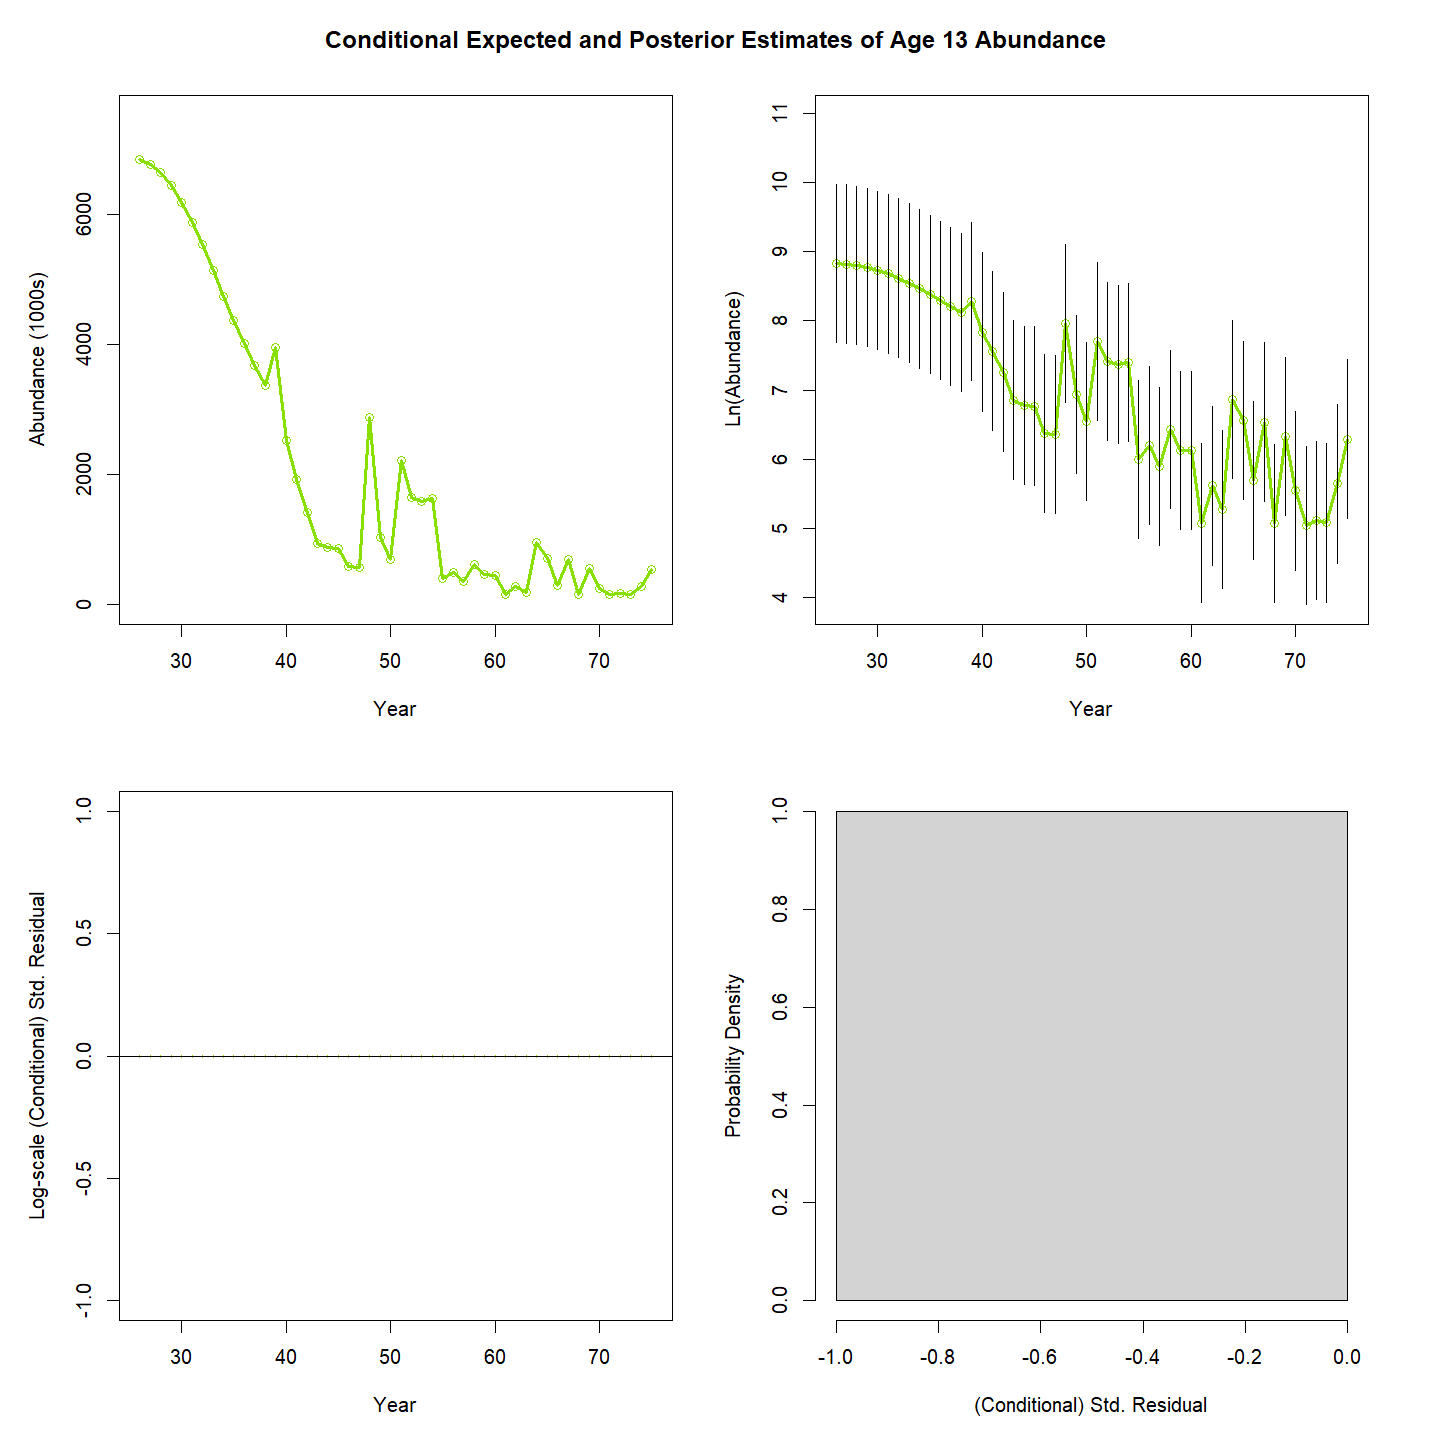 Conditional Expected and Posterior Estimates of Age 13 Abundance
Abundance (1000s)
6000
4000
2000
0
30 40 50 60 70
Year
Ln(Abundance)
11
10
9
8
7
6
5
4
30 40 50 60 70
Year
Log-scale (Conditional) Std. Residual
1.0
0.5
0.0
-0.5
-1.0
30 40 50 60 70
Year
Probability Density
1.0
0.8
0.6
0.4
0.2
0.0
-1.0 -0.8 -0.6 -0.4 -0.2 0.0
(Conditional) Std. Residual